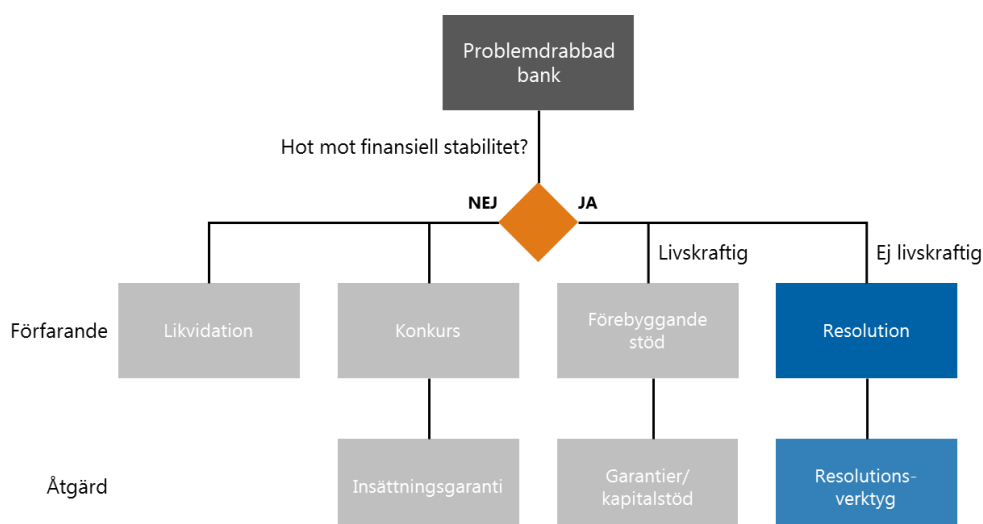 Problemdrabbad
bank
Hot mot finansiell stabilitet?
NEJ
JA
Livskraftig
Ej livskraftig
Förfarande
Likvidation
Konkurs
Förebyggande
stöd
Resolution
Åtgärd
Insättningsgaranti
Garantier/
kapitalstöd
Resolutions-
verktyg